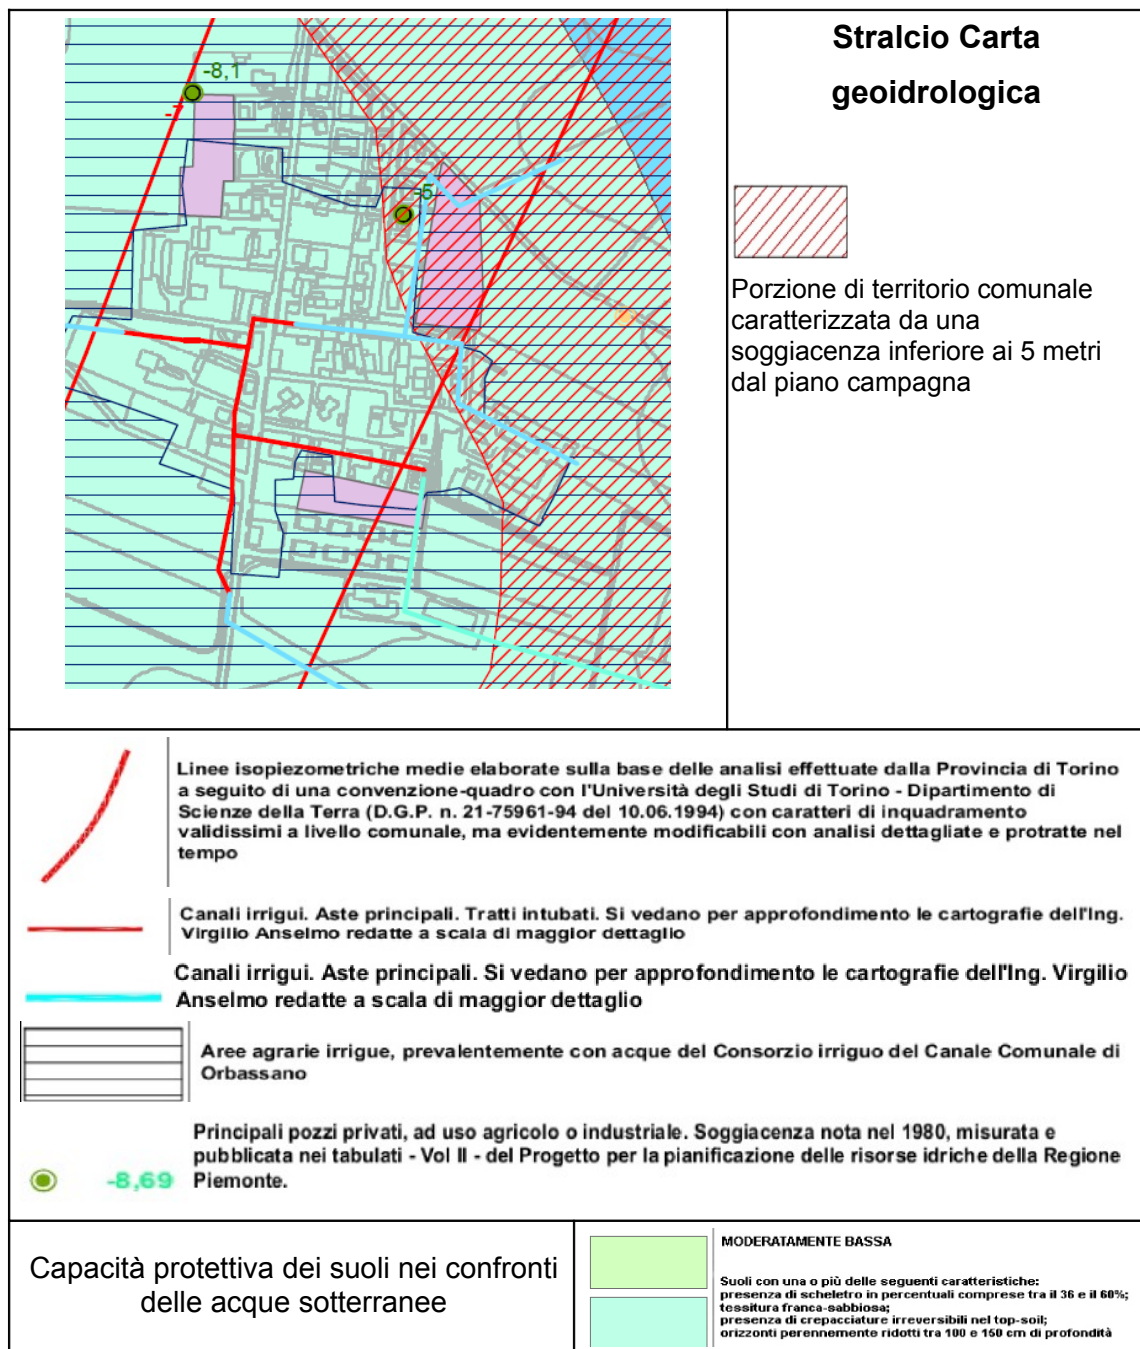 Stralcio Carta
geoidrologica
-8,1
-7
-5
Porzione di territorio comunale
caratterizzata da una
soggiacenza inferiore ai 5 metri
dal piano campagna
Linee isopiezometriche medie elaborate sulla base delle analisi effettuate dalla Provincia di Torino
a seguito di una convenzione-quadro con l'Università degli Studi di Torino - Dipartimento di
Scienze della Terra (D.G.P. n. 21-75961-94 del 10.06.1994) con caratteri di inquadramento
validissimi a livello comunale, ma evidentemente modificabili con analisi dettagliate e protratte nel
tempo
Canali irrigui. Aste principali. Tratti intubati. Si vedano per approfondimento le cartografie dell'Ing.
Virgilio Anselmo redatte a scala di maggior dettaglio
Canali irrigui. Aste principali. Si vedano per approfondimento le cartografie dell'Ing. Virgilio
Anselmo redatte a scala di maggior dettaglio
Aree agrarie irrigue, prevalentemente con acque del Consorzio irriguo del Canale Comunale di
Orbassano
Principali pozzi privati, ad uso agricolo o industriale. Soggiacenza nota nel 1980, misurata e
pubblicata nei tabulati - Vol II - del Progetto per la pianificazione delle risorse idriche della Regione
Piemonte.
-8,69
Capacità protettiva dei suoli nei confronti
delle acque sotterranee
MODERATAMENTE BASSA
Suoli con una o più delle seguenti caratteristiche:
presenza di scheletro in percentuali comprese tra il 36 e il 60%;
tessitura franca-sabbiosa;
presenza di crepacciature irreversibili nel top-soil;
orizzonti perennemente ridotti tra 100 e 150 cm di profondità